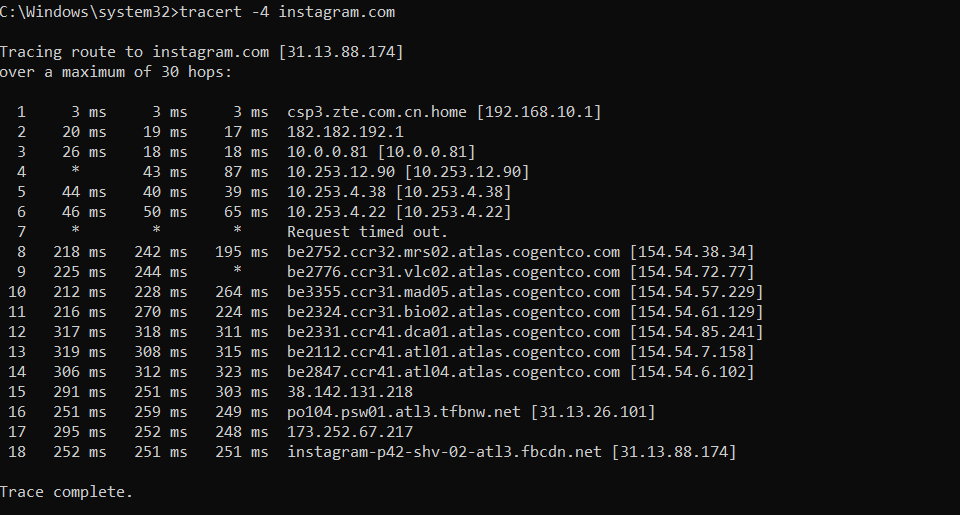 C:\Windows\system32>tracert -4 instagram.com
Tracing route to instagram.com [31.13.88.174]
over a maximum of 30 hops:
1 3 ms 3 ms 3 ms csp3.zte.com.cn.home [192.168.10.1]
2 20 ms 19 ms 17 ms 182.182.192.1
3 26 ms 18 ms 18 ms 10.0.0.81 [10.0.0.81]
4 * 43 ms 87 ms 10.253.12.90 [10.253.12.90]
5 44 ms 40 ms 39 ms 10.253.4.38 [10.253.4.38]
6 46 ms 50 ms 65 ms 10.253.4.22 [10.253.4.22]
7 * * * Request timed out.
8 218 ms 242 ms 195 ms be2752.ccr32.mrs02.atlas.cogentco.com [154.54.38.34]
9 225 ms 244 ms * be2776.ccr31.vlc02.atlas.cogentco.com [154.54.72.77]
10 212 ms 228 ms 264 ms be3355.ccr31.mad05.atlas.cogentco.com [154.54.57.229]
11 216 ms 270 ms 224 ms be2324.ccr31.bio02.atlas.cogentco.com [154.54.61.129]
12 317 ms 318 ms 311 ms be2331.ccr41.dca01.atlas.cogentco.com [154.54.85.241]
13 319 ms 308 ms 315 ms be2112.ccr41.atl01.atlas.cogentco.com [154.54.7.158]
14 306 ms 312 ms 323 ms be2847.ccr41.atl04.atlas.cogentco.com [154.54.6.102]
15 291 ms 251 ms 303 ms 38.142.131.218
16 251 ms 259 ms 249 ms po104.psw01.atl3.tfbnw.net [31.13.26.101]
17 295 ms 252 ms 248 ms 173.252.67.217
18 252 ms 251 ms 251 ms instagram-p42-shv-02-atl3.fbcdn.net [31.13.88.174]
Trace complete.